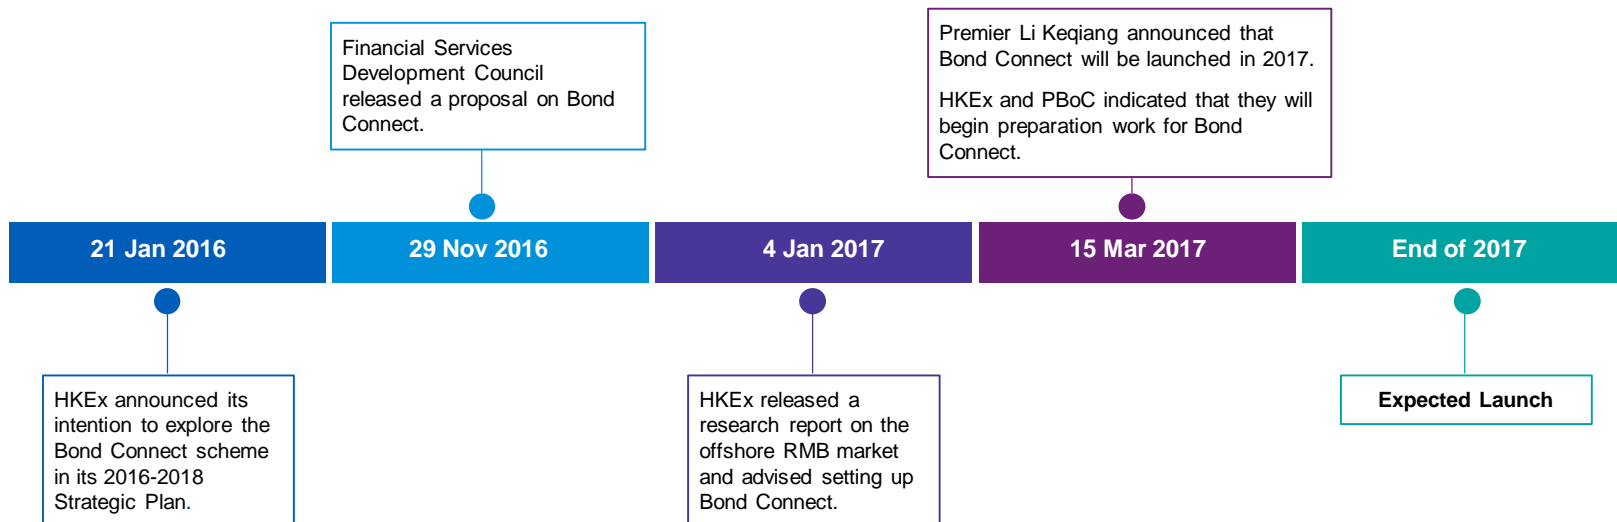 Financial Services
Development Council
released a proposal on Bond
Connect.
Premier Li Keqiang announced that
Bond Connect will be launched in 2017.
HKEx and PBoC indicated that they will
begin preparation work for Bond
Connect.
21 Jan 2016
29 Nov 2016
4 Jan 2017
15 Mar 2017
End of 2017
HKEx announced its
intention to explore the
Bond Connect scheme
in its 2016-2018
Strategic Plan.
HKEx released a
research report on the
offshore RMB market
and advised setting up
Bond Connect.
Expected Launch